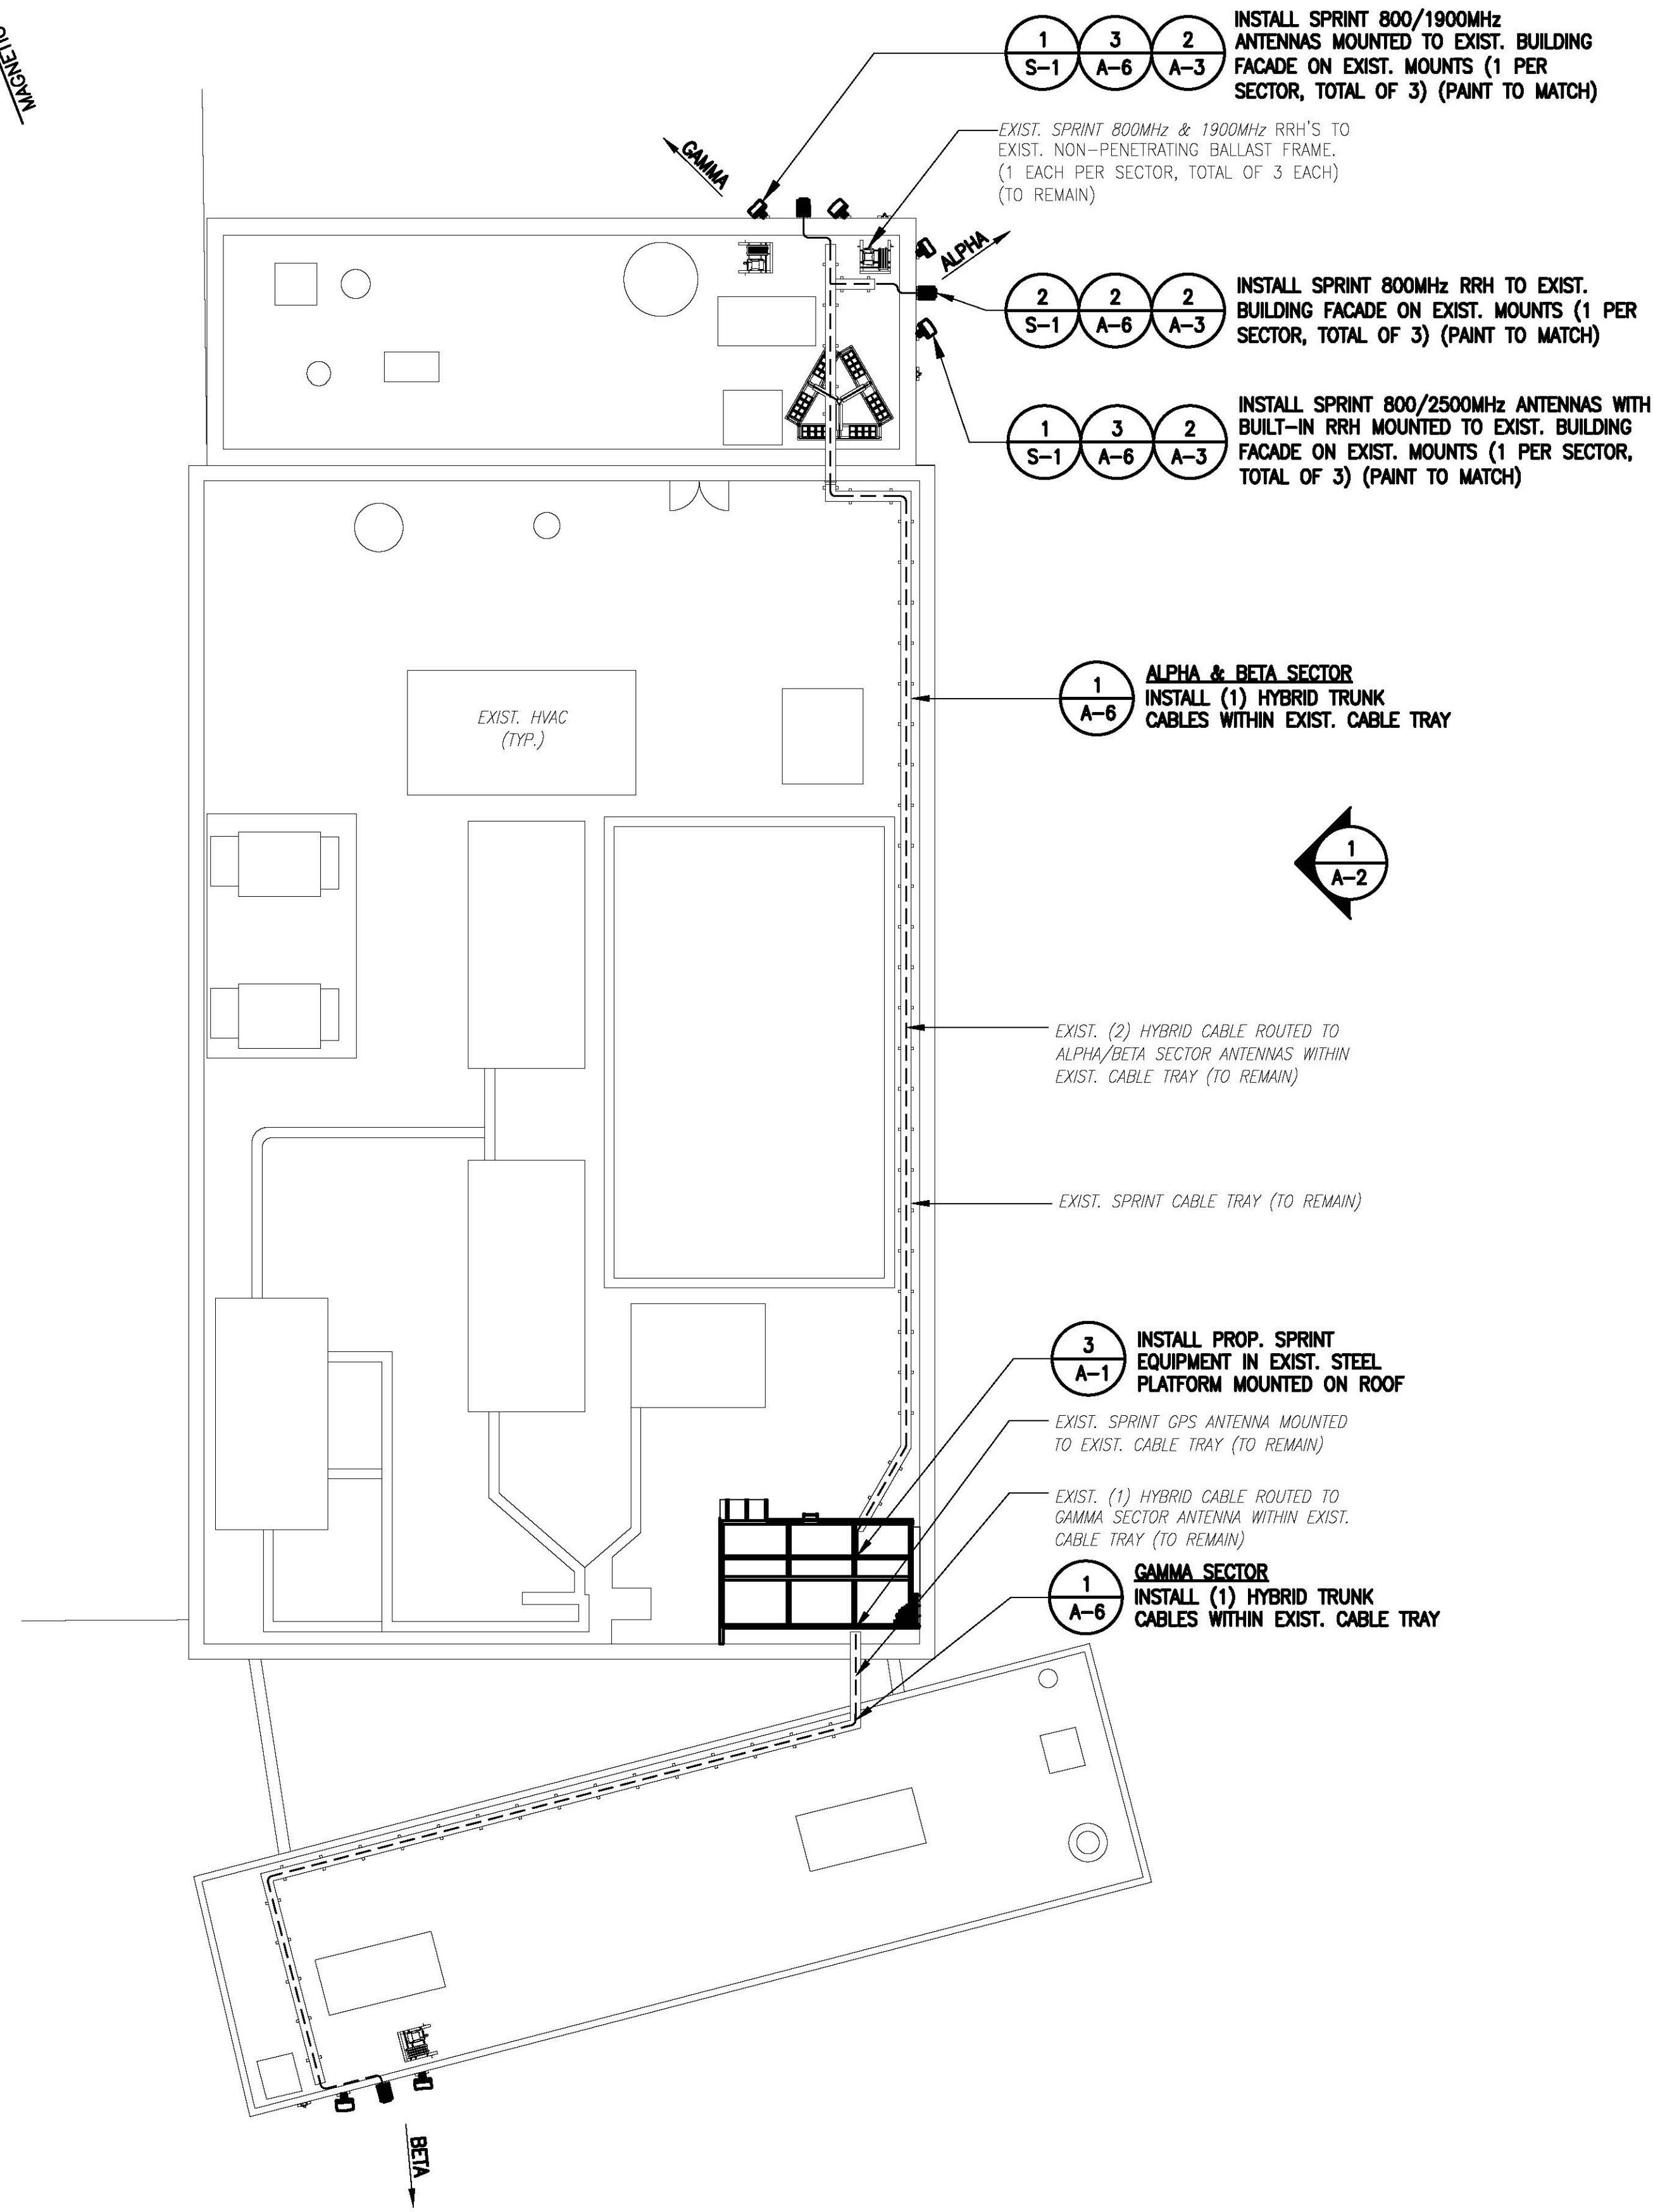 MAGNETIC
1
S-1
3
A-6
2
A-3
INSTALL SPRINT 800/1900MHz
ANTENNAS MOUNTED TO EXIST. BUILDING
FACADE ON EXIST. MOUNTS (1 PER
SECTOR, TOTAL OF 3) (PAINT TO MATCH)
EXIST. SPRINT 800MHz & 1900MHz RRH'S TO
EXIST. NON-PENETRATING BALLAST FRAME.
(1 EACH PER SECTOR, TOTAL OF 3 EACH)
(TO REMAIN)
GAMMA
ALPHA
2
S-1
2
A-6
2
A-3
INSTALL SPRINT 800MHz RRH TO EXIST.
BUILDING FACADE ON EXIST. MOUNTS (1 PER
SECTOR, TOTAL OF 3) (PAINT TO MATCH)
1
S-1
3
A-6
2
A-3
INSTALL SPRINT 800/2500MHz ANTENNAS WITH
BUILT-IN RRH MOUNTED TO EXIST. BUILDING
FACADE ON EXIST. MOUNTS (1 PER SECTOR,
TOTAL OF 3) (PAINT TO MATCH)
1
A-6
ALPHA & BETA SECTOR
INSTALL (1) HYBRID TRUNK
CABLES WITHIN EXIST. CABLE TRAY
EXIST. HVAC
(TYP.)
1
A-2
EXIST. (2) HYBRID CABLE ROUTED TO
ALPHA/BETA SECTOR ANTENNAS WITHIN
EXIST. CABLE TRAY (TO REMAIN)
EXIST. SPRINT CABLE TRAY (TO REMAIN)
3
A-1
INSTALL PROP. SPRINT
EQUIPMENT IN EXIST. STEEL
PLATFORM MOUNTED ON ROOF
EXIST. SPRINT GPS ANTENNA MOUNTED
TO EXIST. CABLE TRAY (TO REMAIN)
EXIST. (1) HYBRID CABLE ROUTED TO
GAMMA SECTOR ANTENNA WITHIN EXIST.
CABLE TRAY (TO REMAIN)
1
A-6
GAMMA SECTOR
INSTALL (1) HYBRID TRUNK
CABLES WITHIN EXIST. CABLE TRAY
BETA